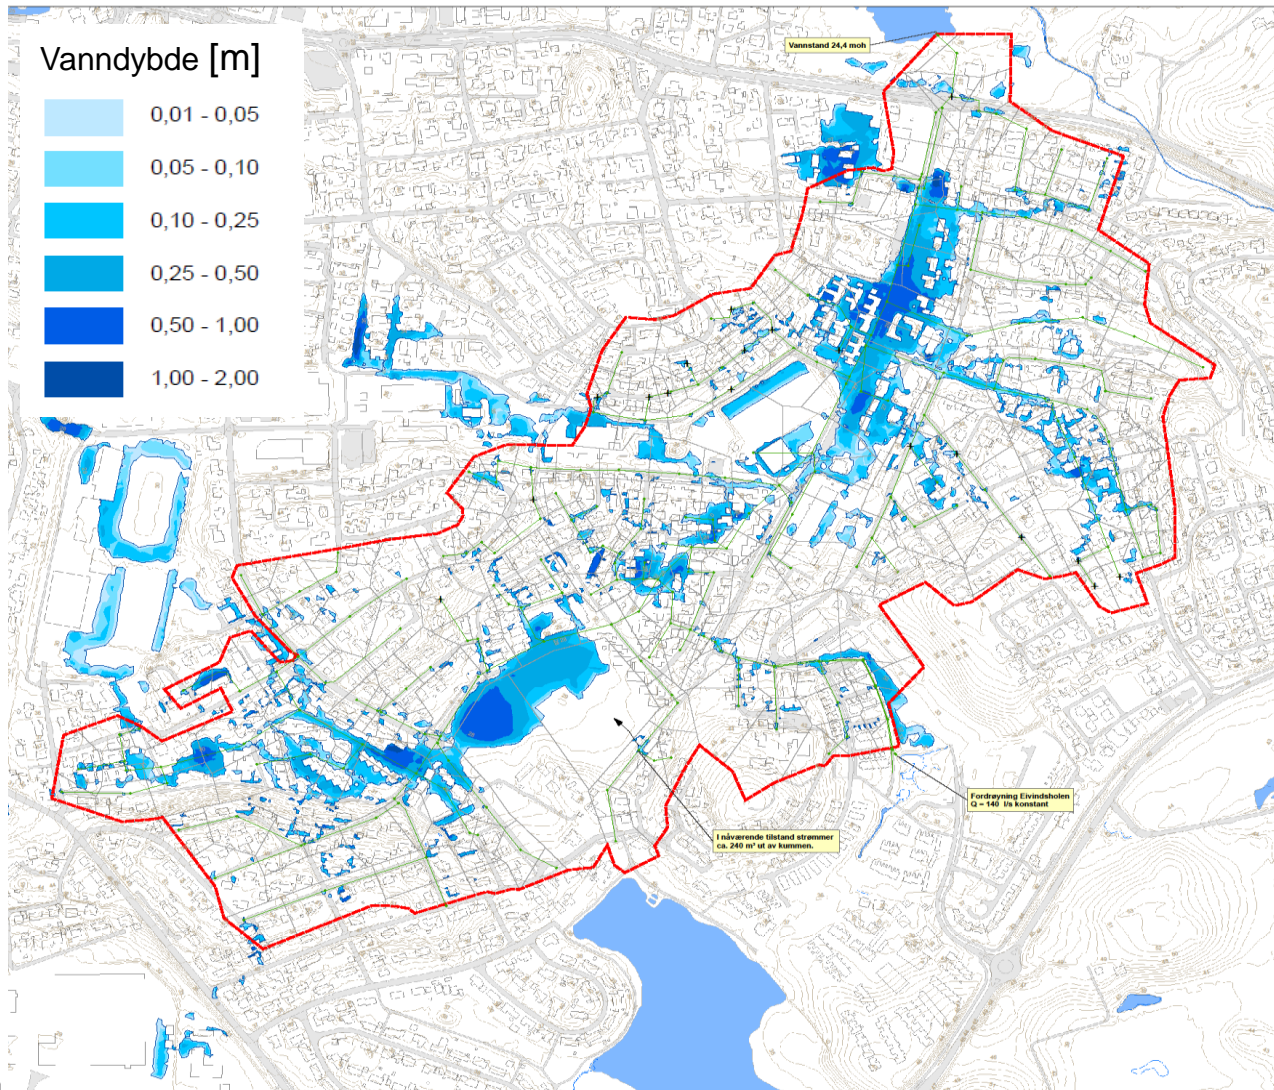 Vanndybde [m]
0,01 - 0,05
0,05 - 0,10
0,10 - 0,25
0,25 - 0,50
0,50 - 1,00
1,00 - 2,00
Vannstand 24,4 moh
Fordrøyning Eivindsholen
Q = 140 l/s konstant
I nåværende tilstand strømmer
ca. 240 m³ ut av kummen.